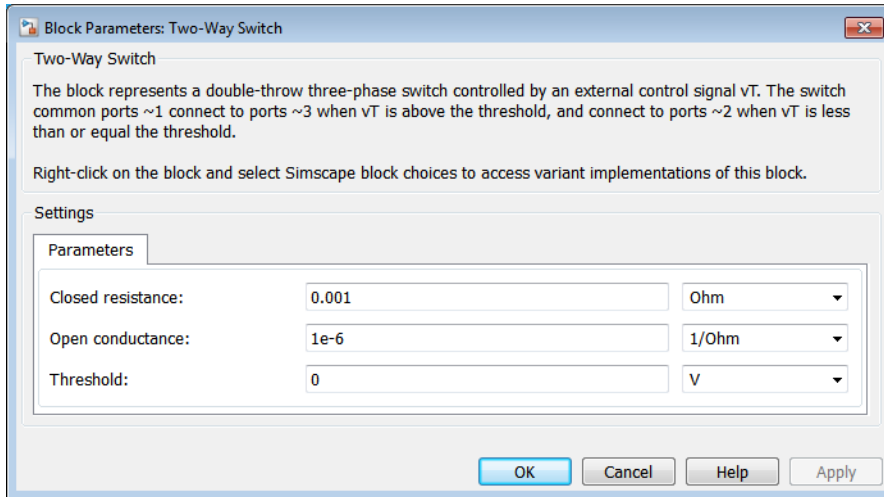 Block Parameters: Two-Way Switch
Two-Way Switch
The block represents a double-throw three-phase switch controlled by an external control signal vT. The switch
common ports ~1 connect to ports ~3 when vT is above the threshold, and connect to ports ~2 when vT is less
than or equal the threshold.
Right-click on the block and select Simscape block choices to access variant implementations of this block.
Settings
Parameters
Closed resistance: 0.001 Ohm
Open conductance: 1e-6 1/Ohm
Threshold: 0 V
OK Cancel Help Apply